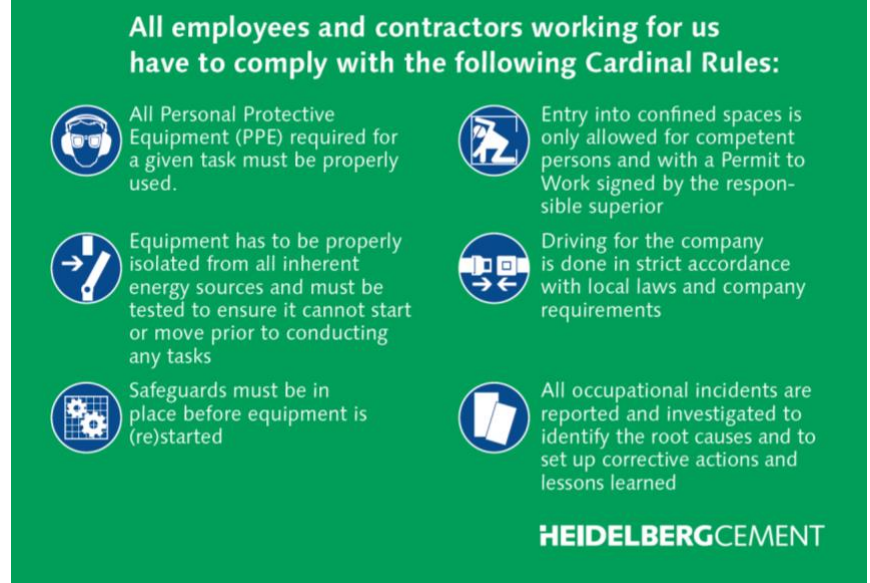 All employees and contractors working for us
have to comply with the following Cardinal Rules:
All Personal Protective
Equipment (PPE) required for
a given task must be properly
used.
Equipment has to be properly
isolated from all inherent
energy sources and must be
tested to ensure it cannot start
or move prior to conducting
any tasks
Safeguards must be in
place before equipment is
(re)started
Entry into confined spaces is
only allowed for competent
persons and with a Permit to
Work signed by the respon-
sible superior
Driving for the company
is done in strict accordance
with local laws and company
requirements
All occupational incidents are
reported and investigated to
identify the root causes and to
set up corrective actions and
lessons learned
HEIDELBERGCEMENT